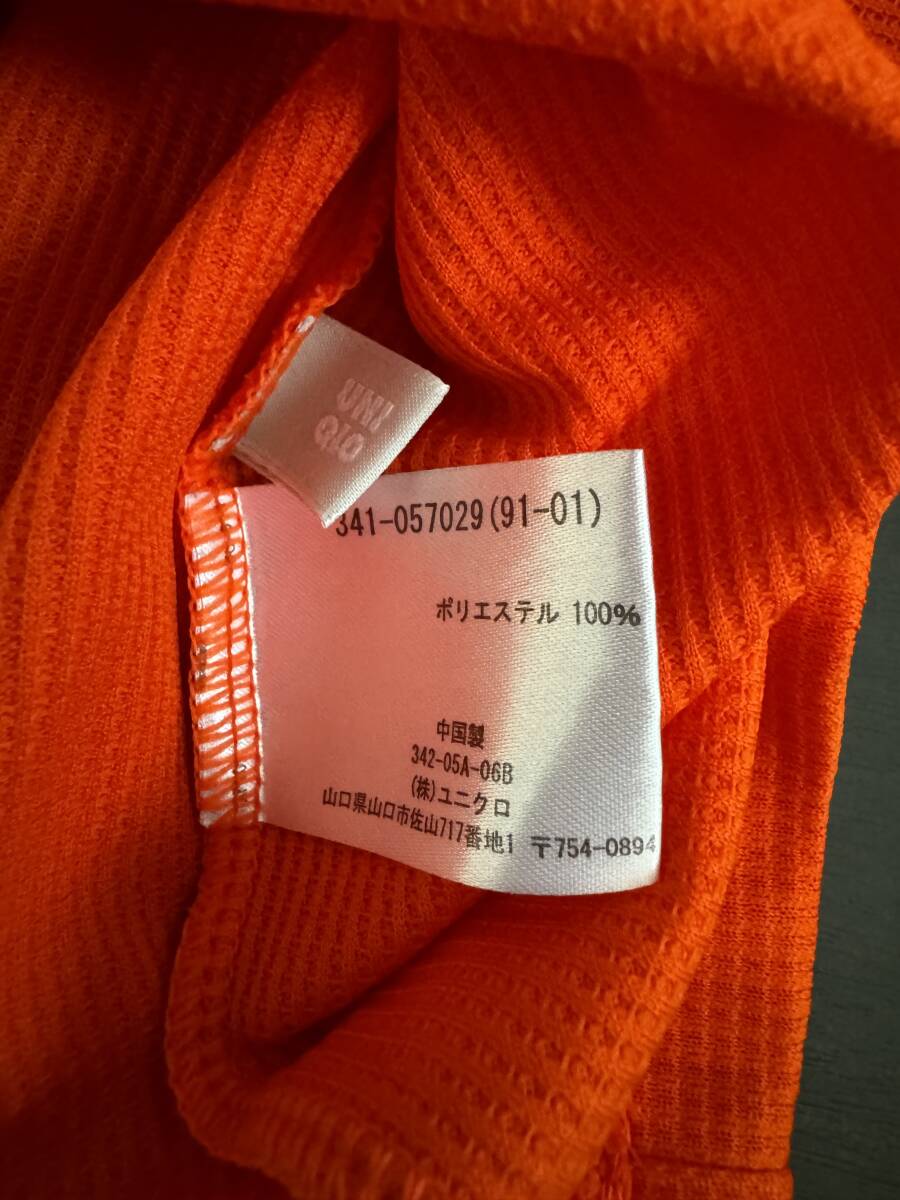 UNI
QLO
341-057029(91-01)
ポリエステル 100%
中国製
342-05A-06B
(株)ユニクロ
山口県山口市佐山717番地1 〒754-0894